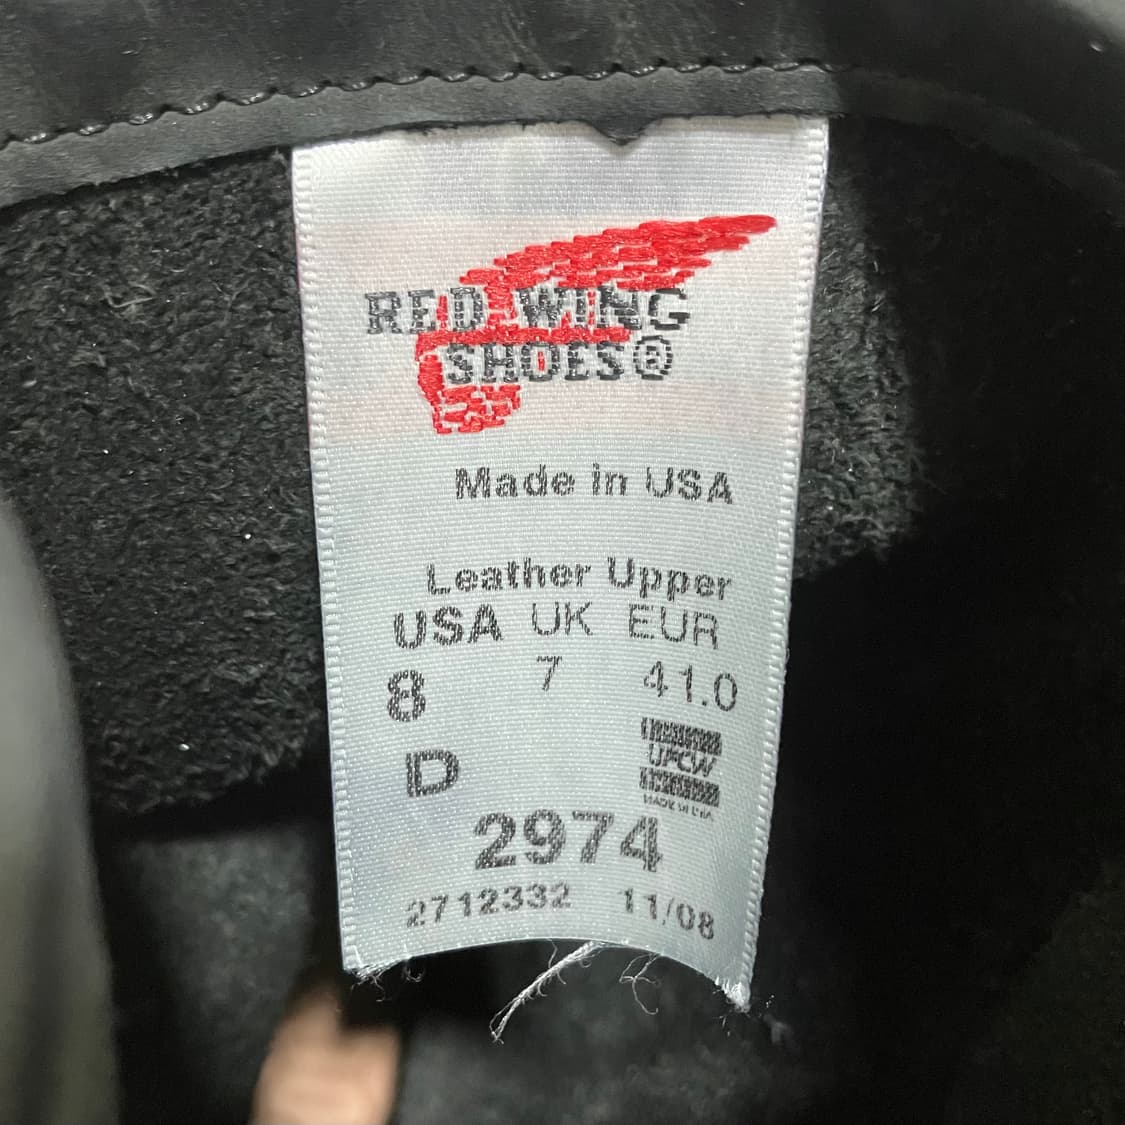 RED WING
SHOES®
Made in USA
Leather Upper
USA UK EUR
8 7 41.0
D
UFCW
MADE IN USA
2974
2712332 11/08